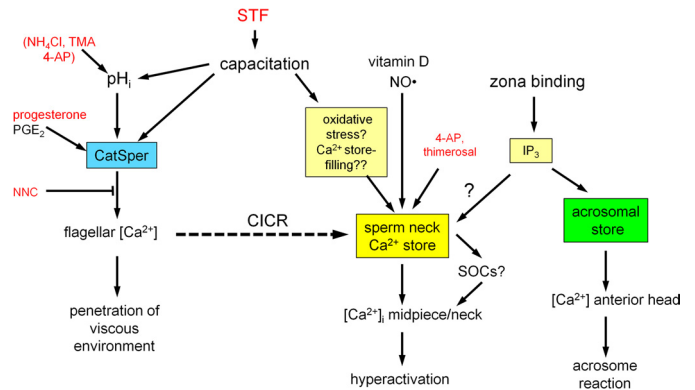 STF
(NH₄Cl, TMA
4-AP)
pHᵢ
capacitation
vitamin D
NO•
zona binding
progesterone
PGE₂
CatSper
oxidative
stress?
Ca²⁺ store-
filling??
4-AP,
thimerosal
IP₃
NNC
?
flagellar [Ca²⁺]
CICR
sperm neck
Ca²⁺ store
acrosomal
store
SOCs?
penetration of
viscous
environment
[Ca²⁺]ᵢ midpiece/neck
[Ca²⁺] anterior head
hyperactivation
acrosome
reaction